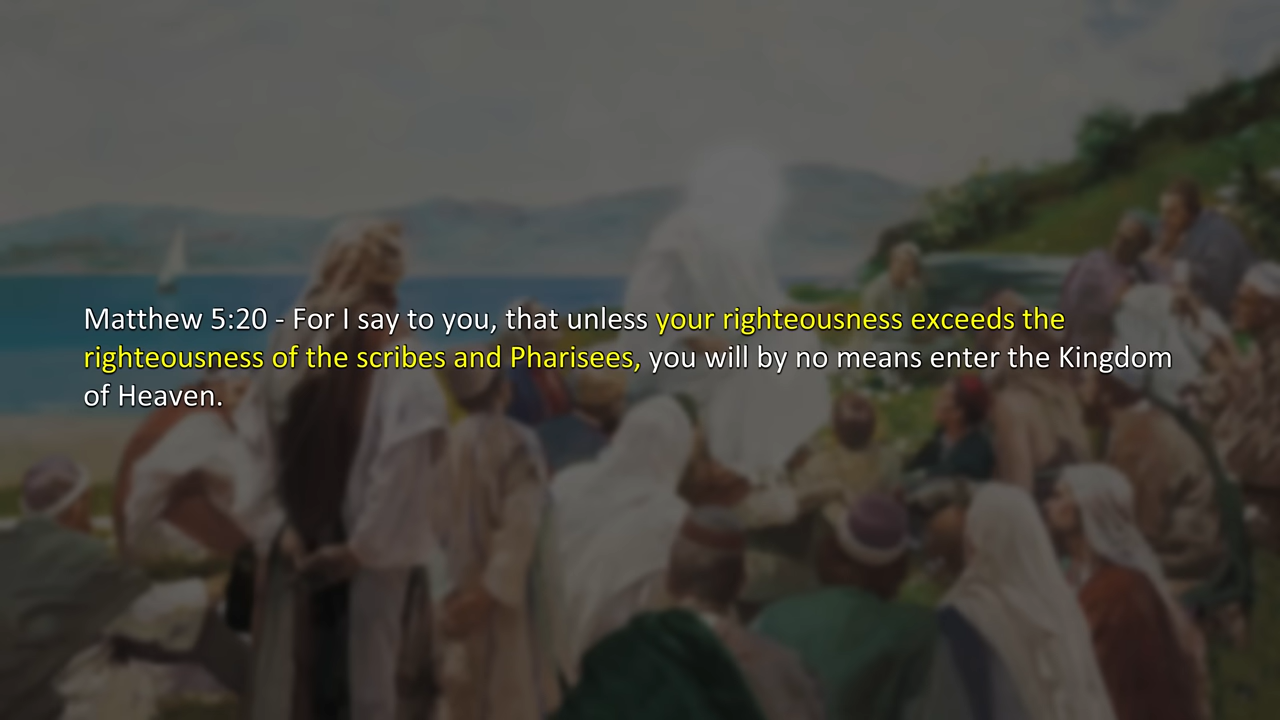 Matthew 5:20 - For I say to you, that unless your righteousness exceeds the
righteousness of the scribes and Pharisees, you will by no means enter the Kingdom
of Heaven.